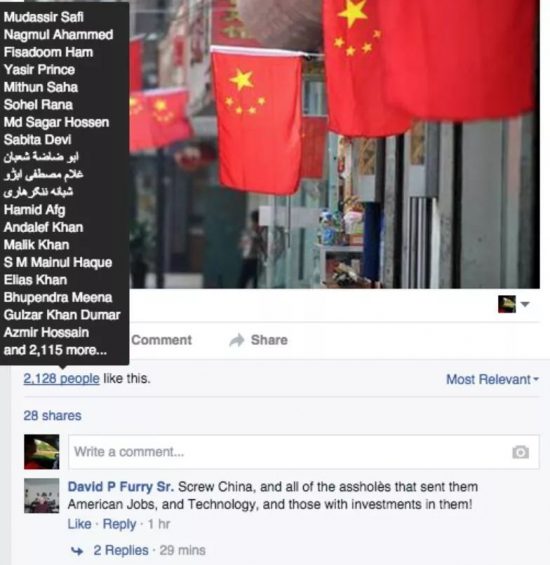 Mudassir Safi
Nagmul Ahammed
Fisadoom Ham
Yasir Prince
Mithun Saha
Sohel Rana
Md Sagar Hossen
Sabita Devi
ابو ضاضة شعبان
غلام مصطفى ابڑو
شبانه ننگرهاری
Hamid Afg
Andalef Khan
Malik Khan
S M Mainul Haque
Elias Khan
Bhupendra Meena
Gulzar Khan Dumar
Azmir Hossain
and 2,115 more...
Comment Share
2,128 people like this. Most Relevant
28 shares
Write a comment...
David P Furry Sr. Screw China, and all of the assholès that sent them
American Jobs, and Technology, and those with investments in them!
Like · Reply · 1 hr
2 Replies · 29 mins